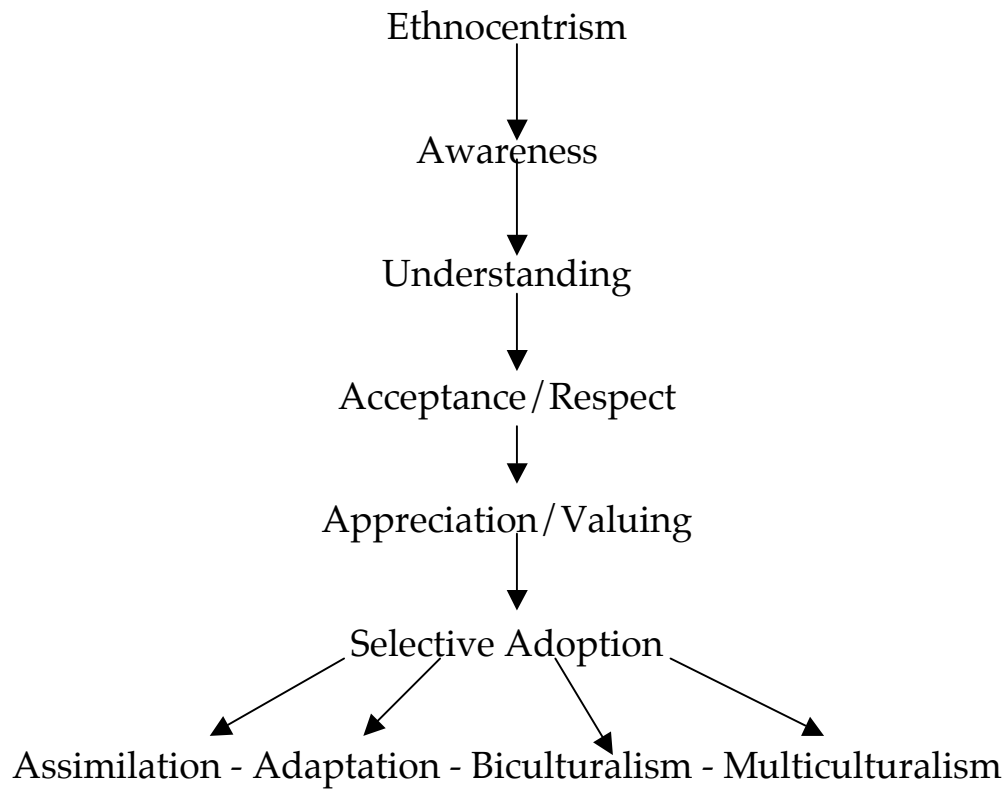 Ethnocentrism
Awareness
Understanding
Acceptance/Respect
Appreciation/Valuing
Selective Adoption
Assimilation - Adaptation - Biculturalism - Multiculturalism